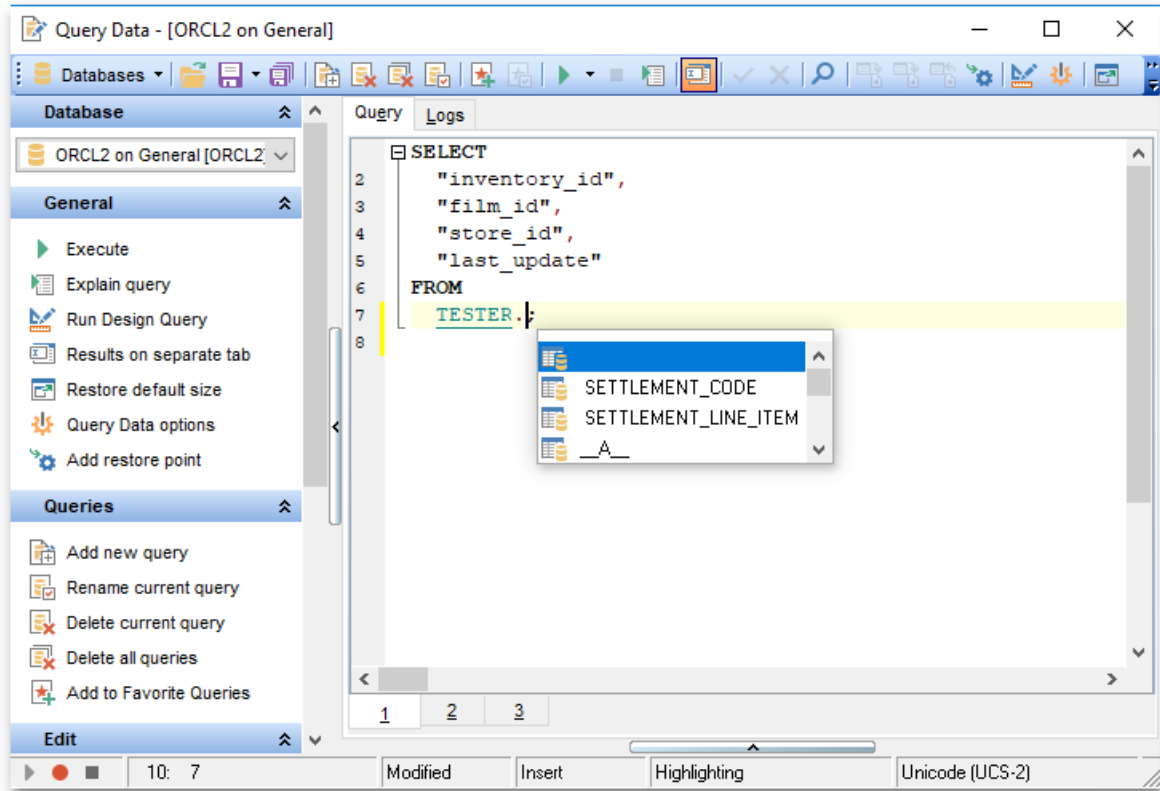 Query Data - [ORCL2 on General]
Databases
Database
ORCL2 on General [ORCL2]
General
Execute
Explain query
Run Design Query
Results on separate tab
Restore default size
Query Data options
Add restore point
Queries
Add new query
Rename current query
Delete current query
Delete all queries
Add to Favorite Queries
Edit
Query Logs
SELECT
2 "inventory_id",
3 "film_id",
4 "store_id",
5 "last_update"
6 FROM
7 TESTER.;
8
SETTLEMENT_CODE
SETTLEMENT_LINE_ITEM
__A__
1 2 3
10: 7 Modified Insert Highlighting Unicode (UCS-2)